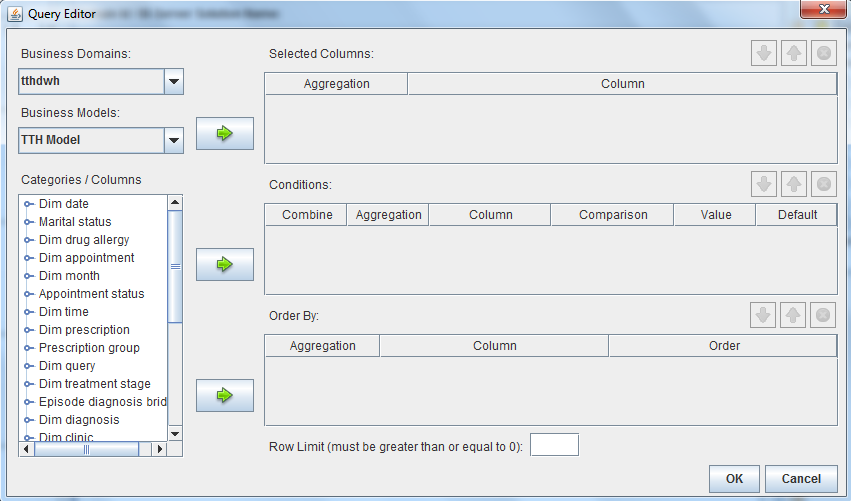 Query Editor
Business Domains:
tthdwh
Business Models:
TTH Model
Categories / Columns
Dim date
Marital status
Dim drug allergy
Dim appointment
Dim month
Appointment status
Dim time
Dim prescription
Prescription group
Dim query
Dim treatment stage
Episode diagnosis brid
Dim diagnosis
Dim clinic
Selected Columns:
Aggregation Column
Conditions:
Combine Aggregation Column Comparison Value Default
Order By:
Aggregation Column Order
Row Limit (must be greater than or equal to 0):
OK Cancel